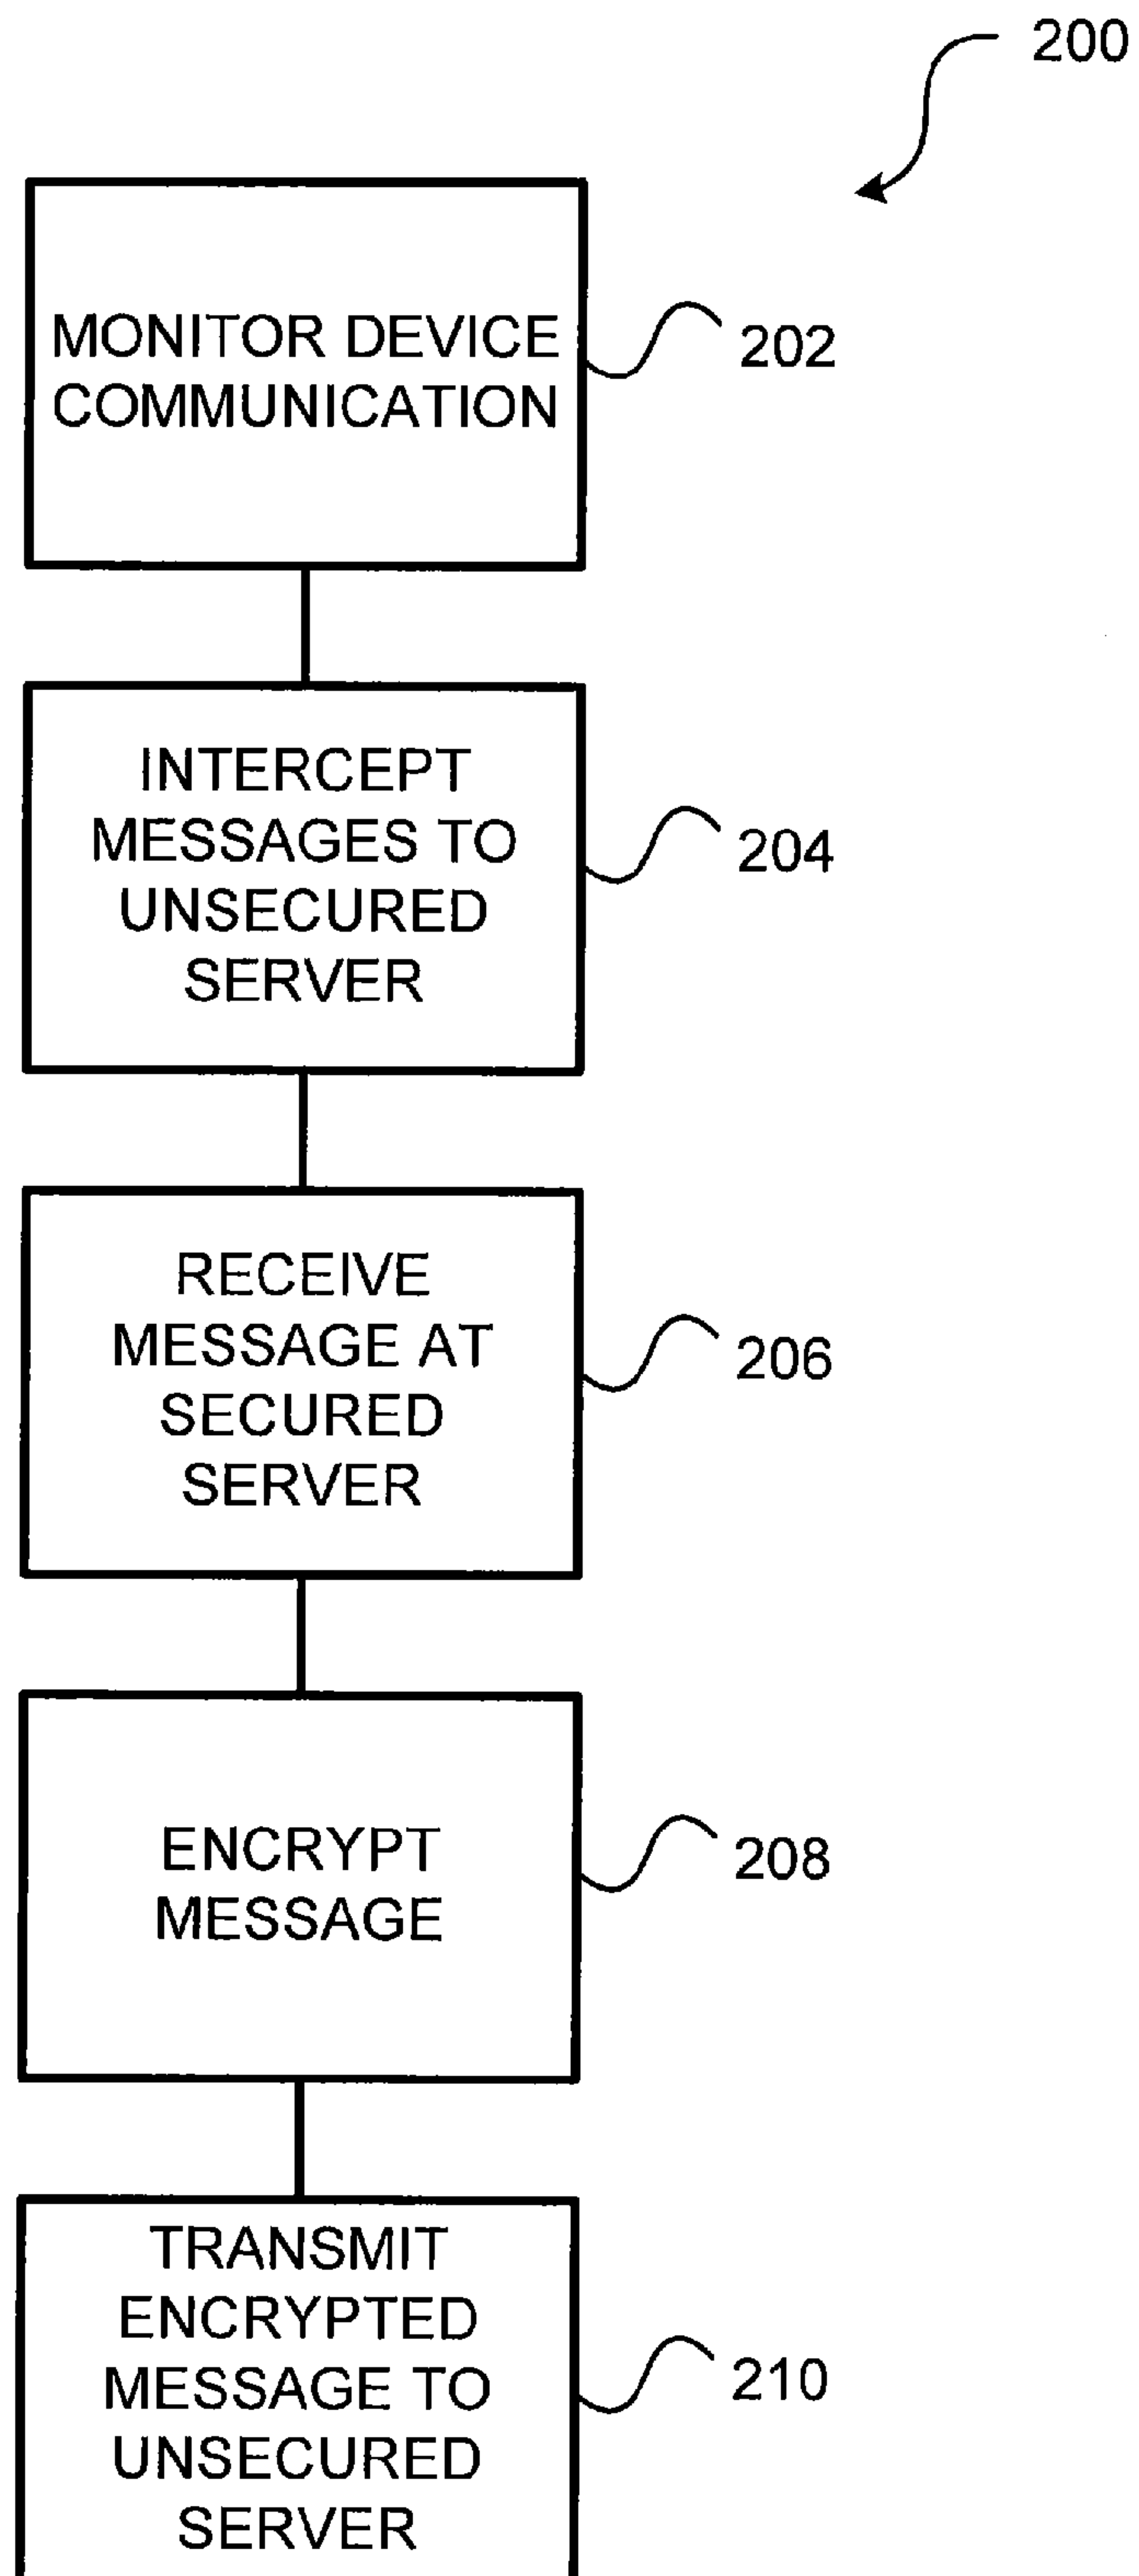 200
MONITOR DEVICE
COMMUNICATION
202
INTERCEPT
MESSAGES TO
UNSECURED
SERVER
204
RECEIVE
MESSAGE AT
SECURED
SERVER
206
ENCRYPT
MESSAGE
208
TRANSMIT
ENCRYPTED
MESSAGE TO
UNSECURED
SERVER
210